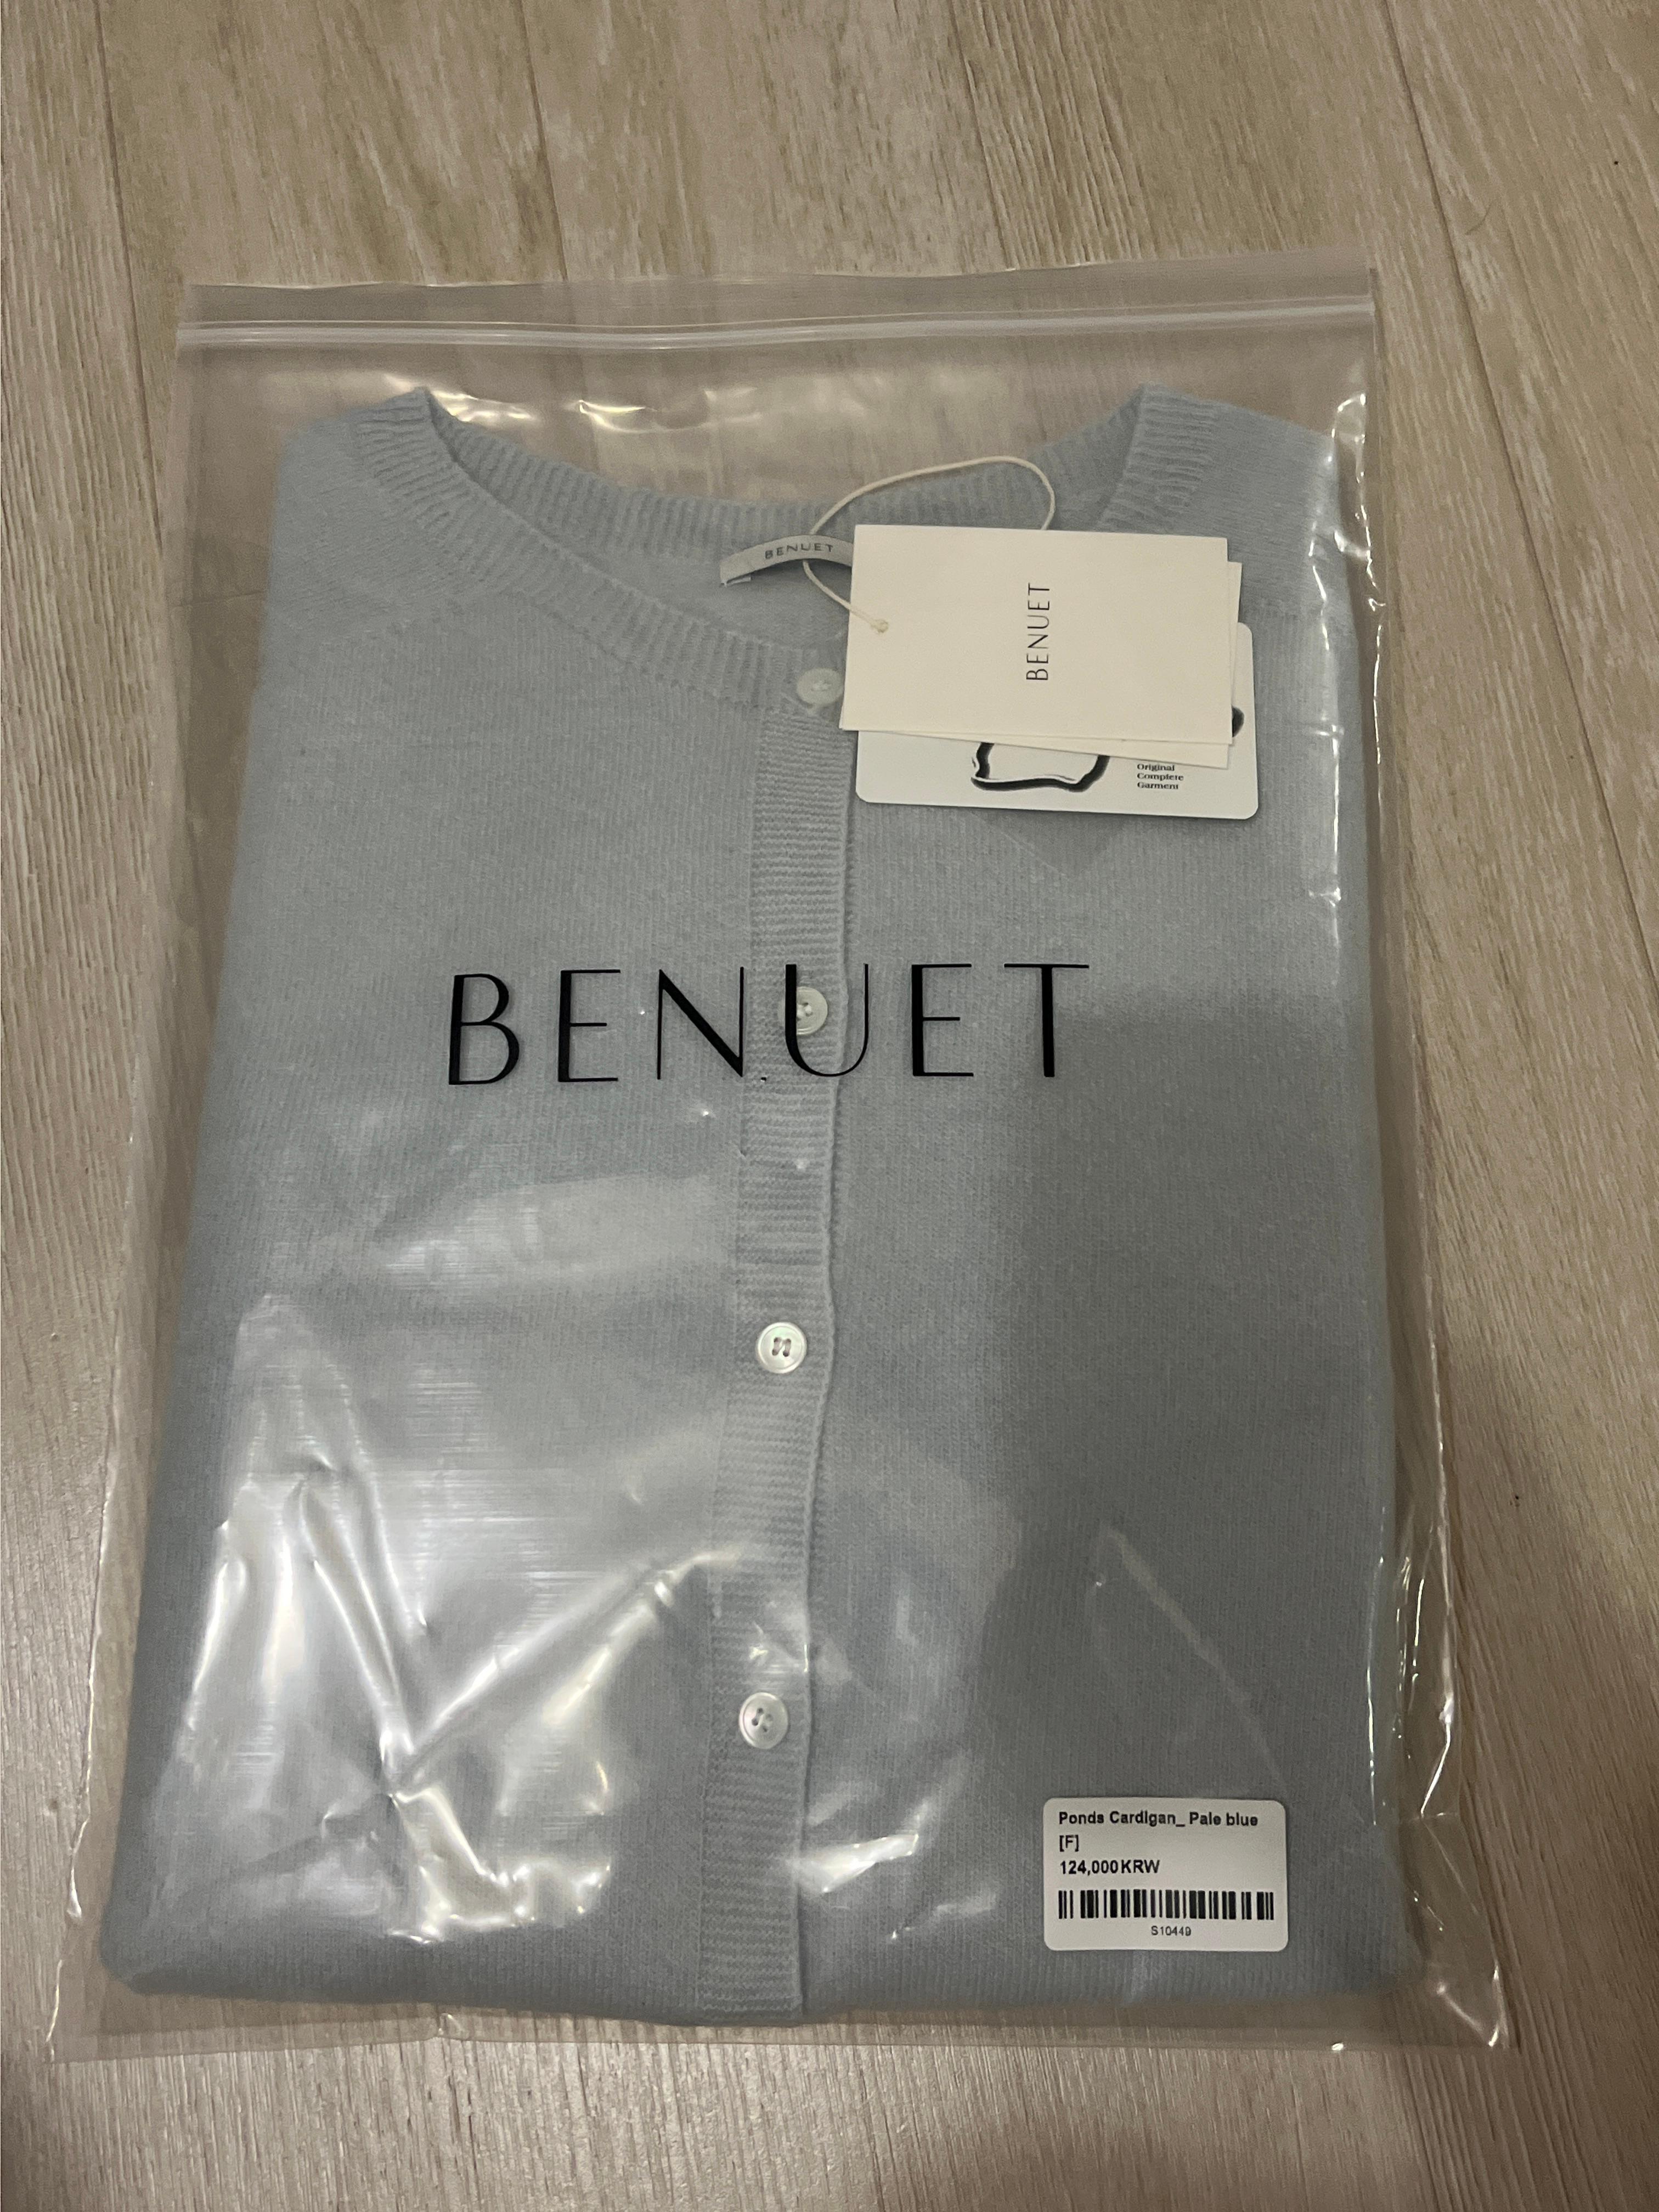 BENUET
BENUET
Original
Complete
Garment
BENUET
Ponds Cardigan_ Pale blue
[F]
124,000KRW
S10449